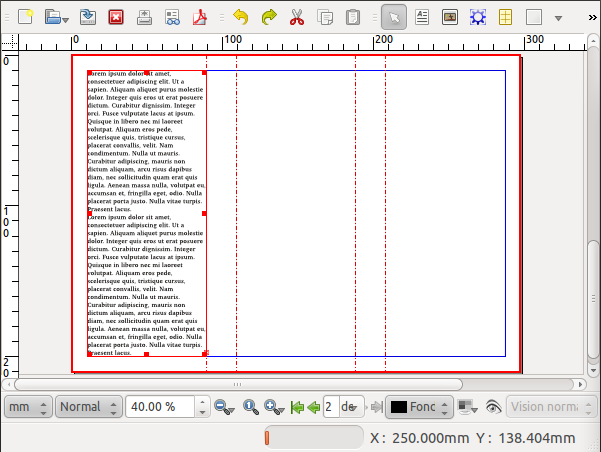 0
100
200
300
0
1
0
0
2
0
Lorem ipsum dolor sit amet,
consectetuer adipiscing elit. Ut a
sapien. Aliquam aliquet purus molestie
dolor. Integer quis eros ut erat posuere
dictum. Curabitur dignissim. Integer
orci. Fusce vulputate lacus at ipsum.
Quisque in libero nec mi laoreet
volutpat. Aliquam eros pede,
scelerisque quis, tristique cursus,
placerat convallis, velit. Nam
condimentum. Nulla ut mauris.
Curabitur adipiscing, mauris non
dictum aliquam, arcu risus dapibus
diam, nec sollicitudin quam erat quis
ligula. Aenean massa nulla, volutpat eu,
accumsan et, fringilla eget, odio. Nulla
placerat porta justo. Nulla vitae turpis.
Praesent lacus.
Lorem ipsum dolor sit amet,
consectetuer adipiscing elit. Ut a
sapien. Aliquam aliquet purus molestie
dolor. Integer quis eros ut erat posuere
dictum. Curabitur dignissim. Integer
orci. Fusce vulputate lacus at ipsum.
Quisque in libero nec mi laoreet
volutpat. Aliquam eros pede,
scelerisque quis, tristique cursus,
placerat convallis, velit. Nam
condimentum. Nulla ut mauris.
Curabitur adipiscing, mauris non
dictum aliquam, arcu risus dapibus
diam, nec sollicitudin quam erat quis
ligula. Aenean massa nulla, volutpat eu,
accumsan et, fringilla eget, odio. Nulla
placerat porta justo. Nulla vitae turpis.
Praesent lacus.
mm Normal 40.00 % 1 2 de Fond Vision norma
X: 250.000mm Y: 138.404mm